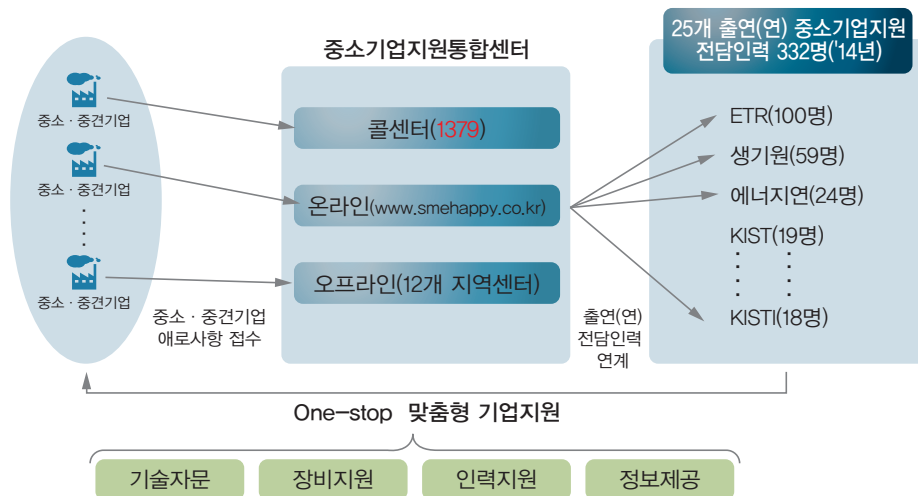 25개 출연(연) 중소기업지원
전담인력 332명('14년)
중소기업지원통합센터
중소 · 중견기업
중소 · 중견기업
중소 · 중견기업
콜센터(1379)
온라인(www.smehappy.co.kr)
오프라인(12개 지역센터)
중소 · 중견기업
애로사항 접수
출연(연)
전담인력
연계
ETR(100명)
생기원(59명)
에너지연(24명)
KIST(19명)
KISTI(18명)
One-stop 맞춤형 기업지원
기술자문
장비지원
인력지원
정보제공